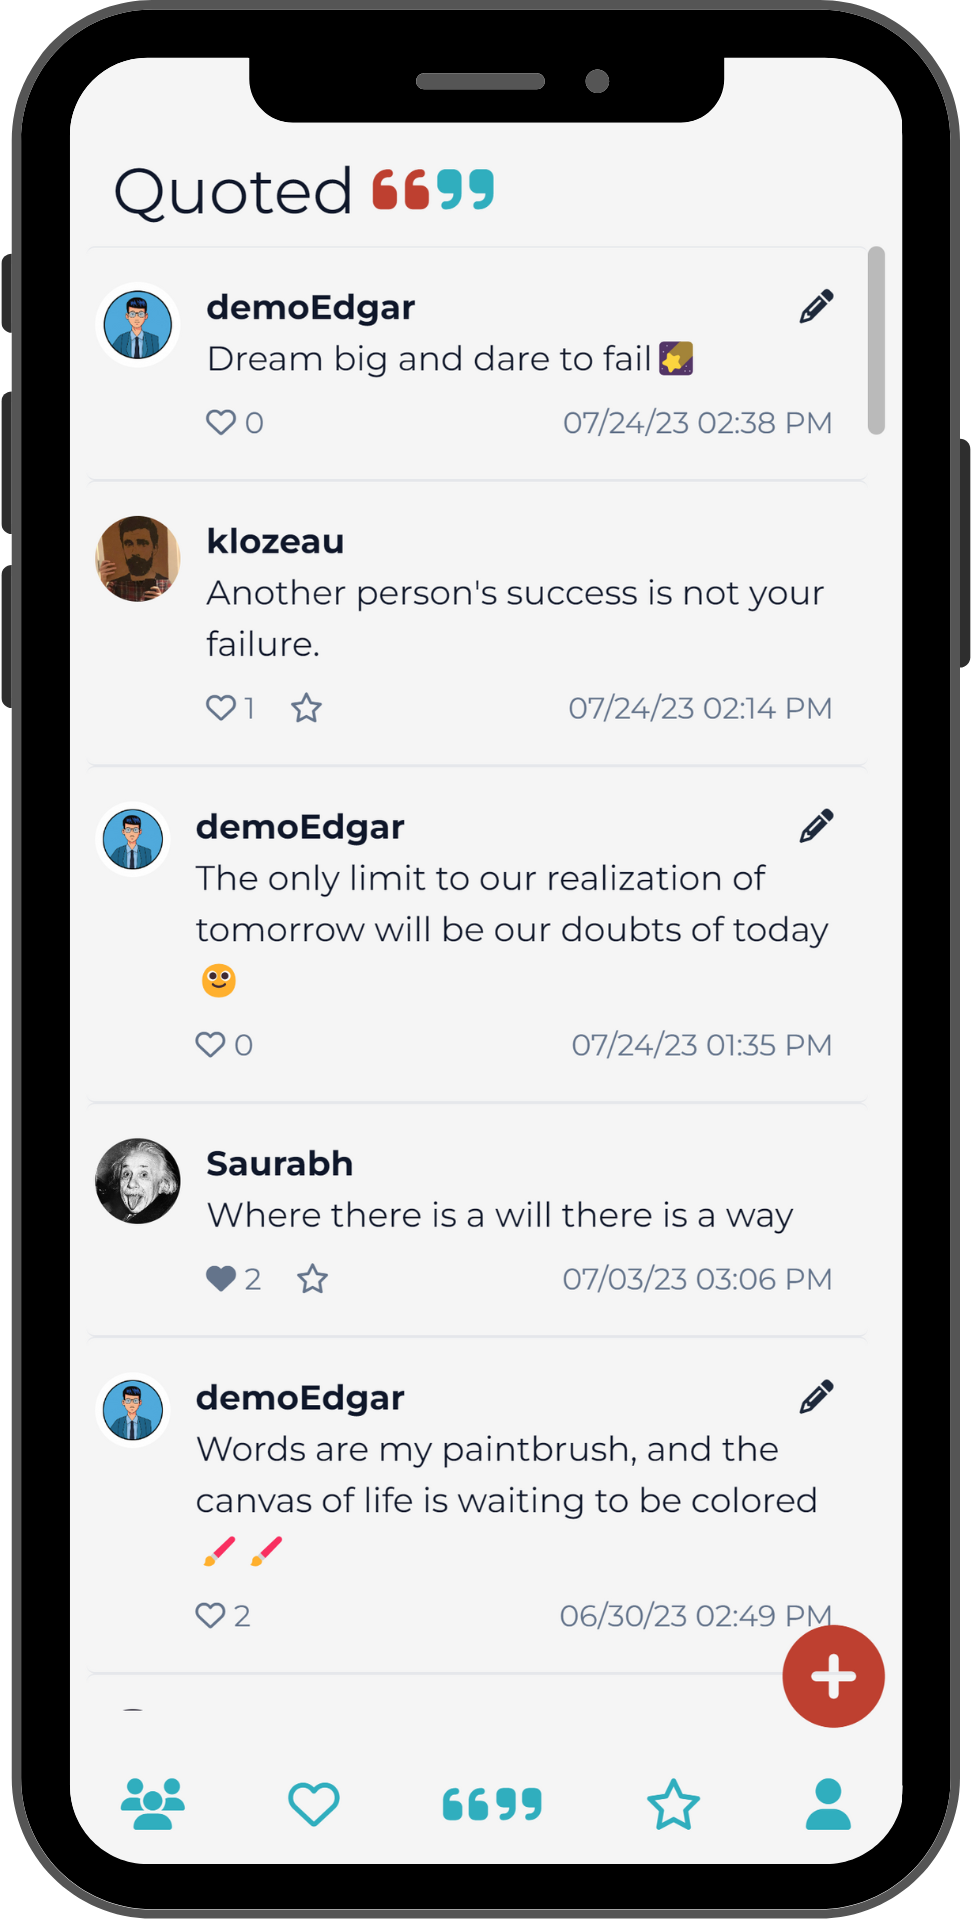 Quoted
demoEdgar
Dream big and dare to fail🌠
0 07/24/23 02:38 PM
klozeau
Another person's success is not your
failure.
1 07/24/23 02:14 PM
demoEdgar
The only limit to our realization of
tomorrow will be our doubts of today
🙂
0 07/24/23 01:35 PM
Saurabh
Where there is a will there is a way
2 07/03/23 03:06 PM
demoEdgar
Words are my paintbrush, and the
canvas of life is waiting to be colored
🖌️ 🖌️
2 06/30/23 02:49 PM